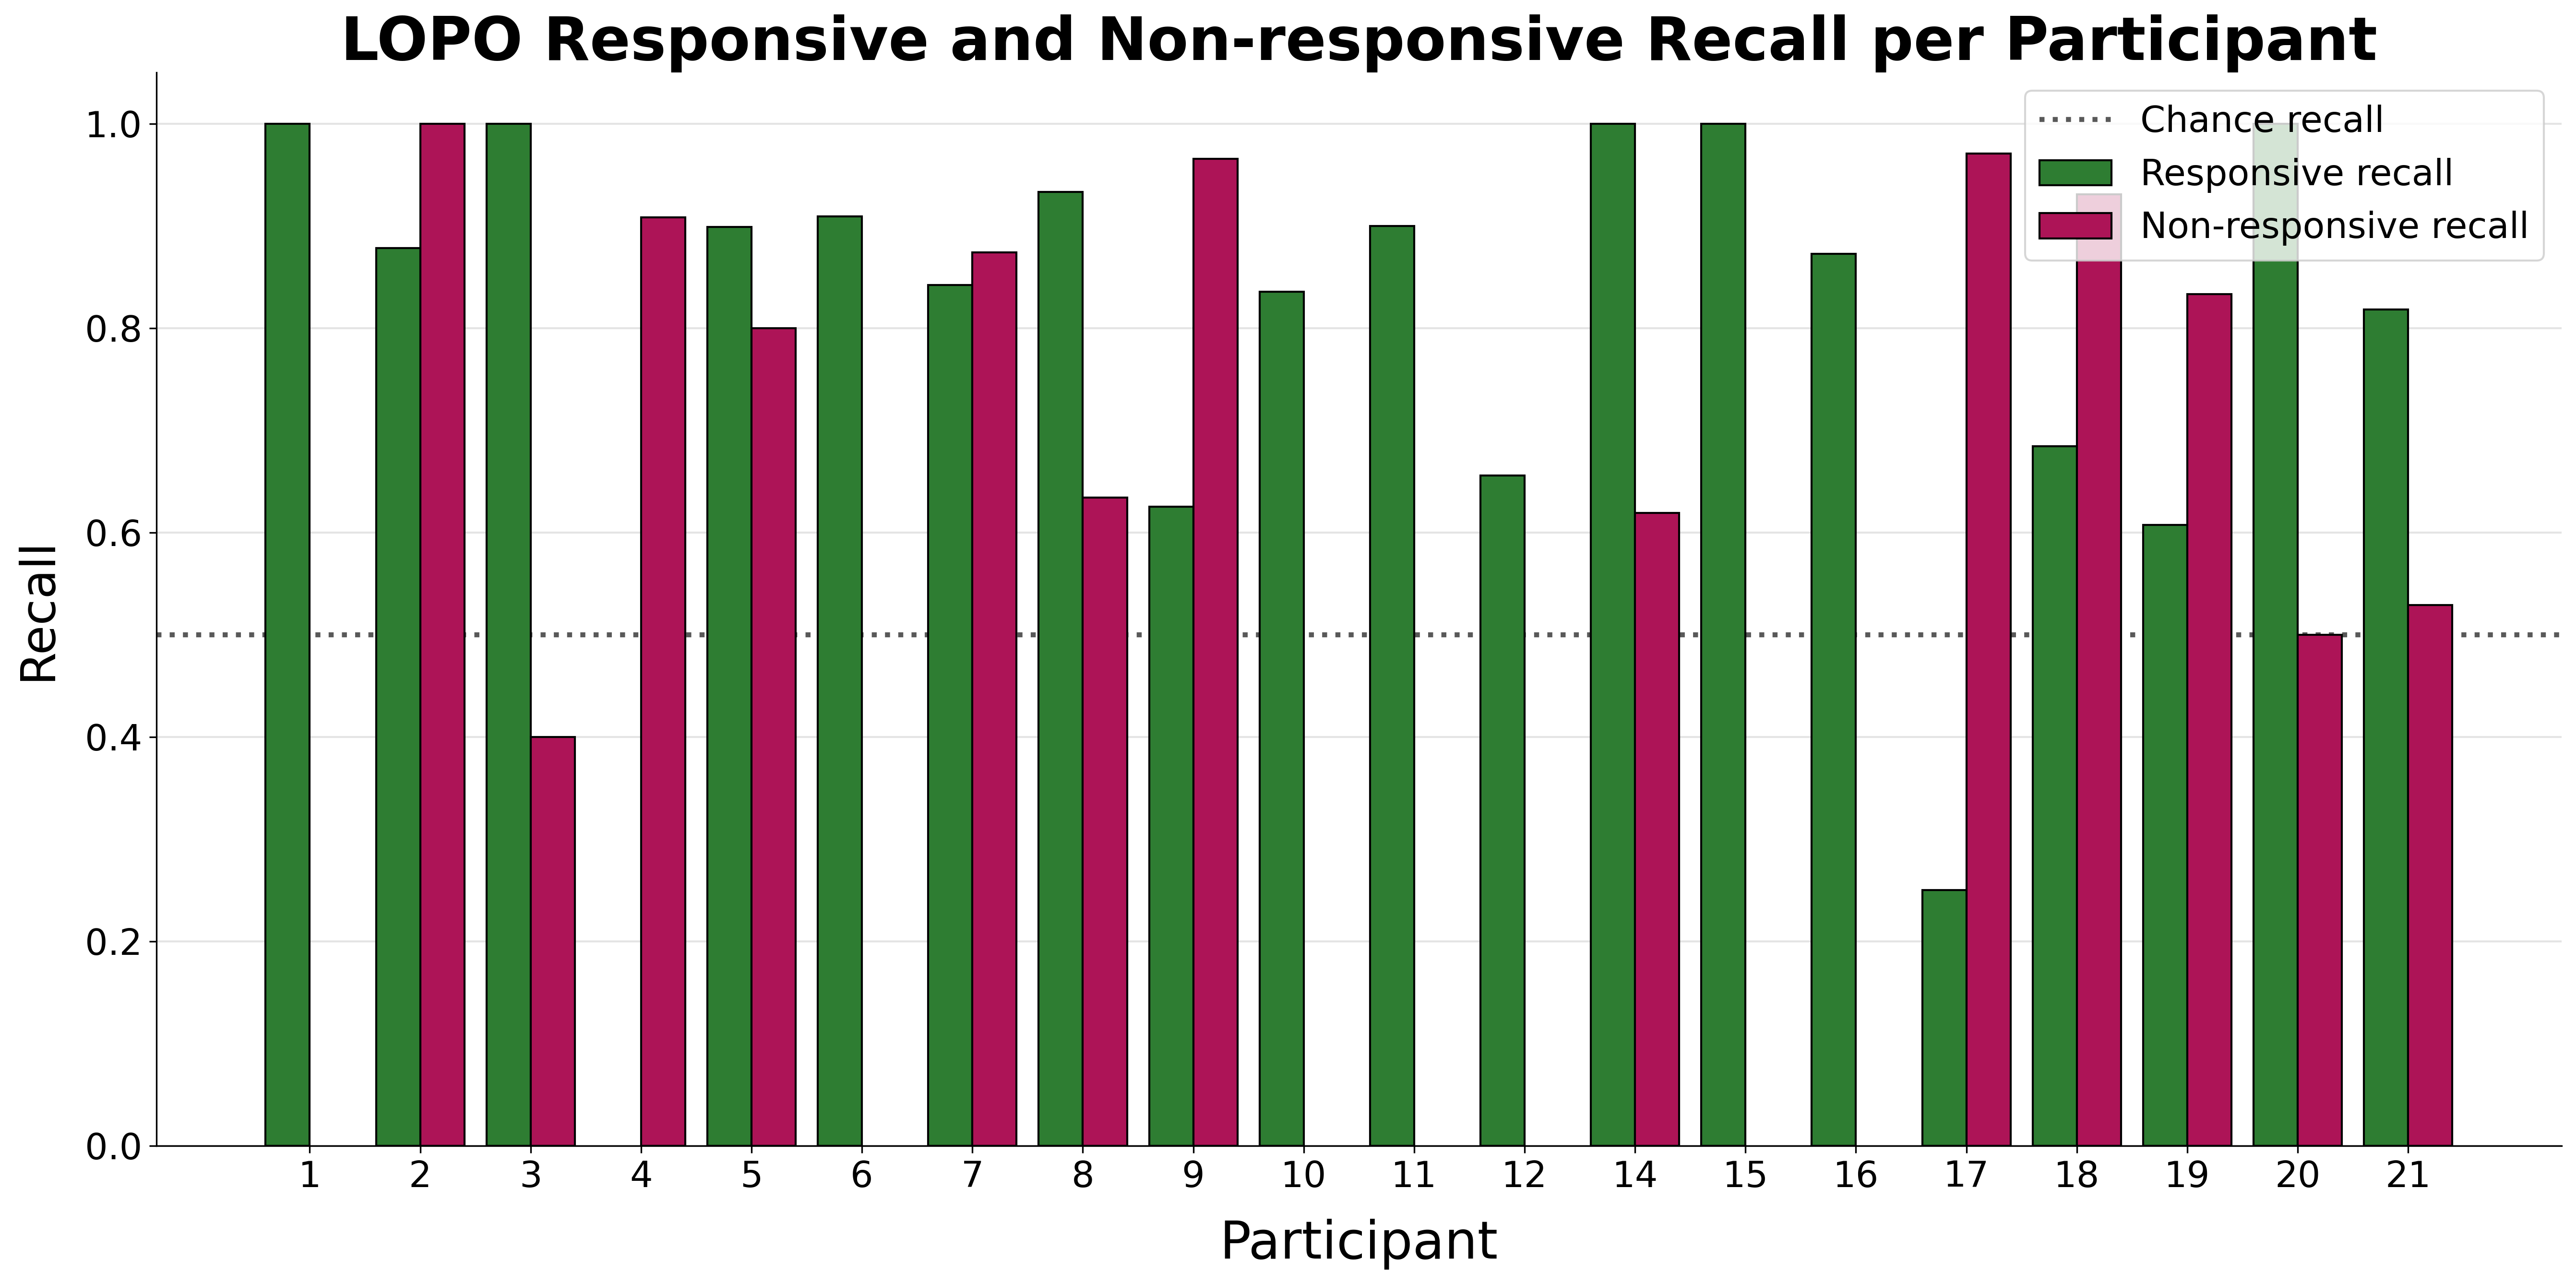 LOPO Responsive and Non-responsive Recall per Participant
Chance recall
Responsive recall
Non-responsive recall
Recall
1.0
0.8
0.6
0.4
0.2
0.0
1 2 3 4 5 6 7 8 9 10 11 12 14 15 16 17 18 19 20 21
Participant